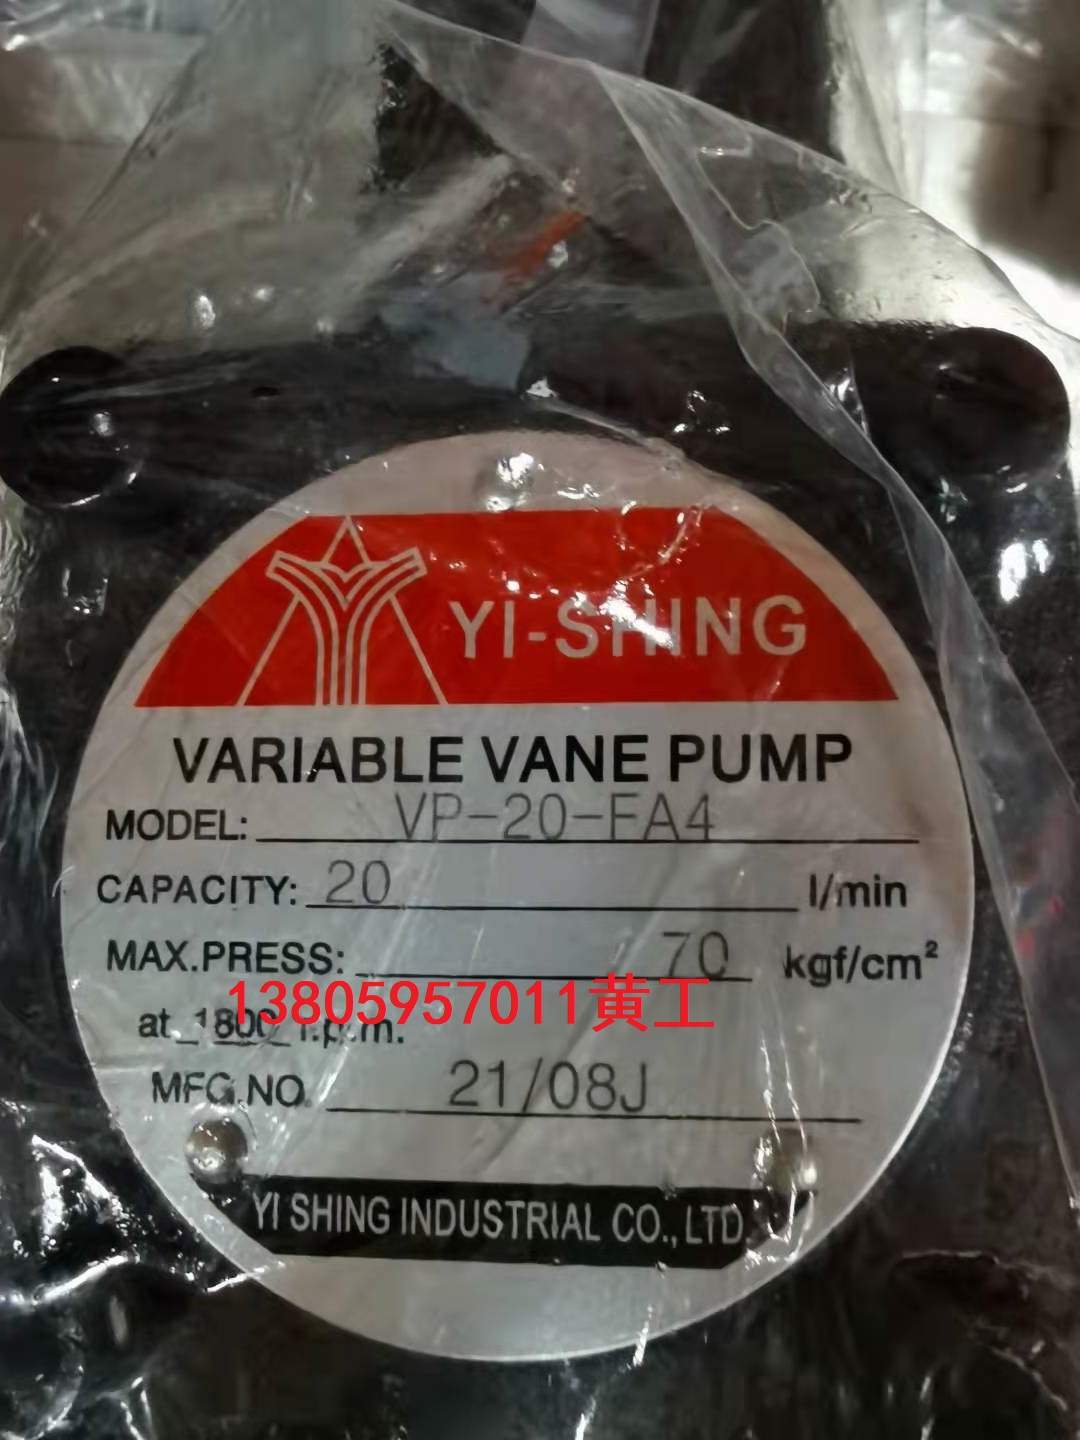 YI-SHING
VARIABLE VANE PUMP
MODEL: VP-20-FA4
CAPACITY: 20 l/min
MAX.PRESS: 70 kgf/cm²
13805957011黄工
at 1800 r.p.m.
MFG.NO. 21/08J
YI SHING INDUSTRIAL CO., LTD.